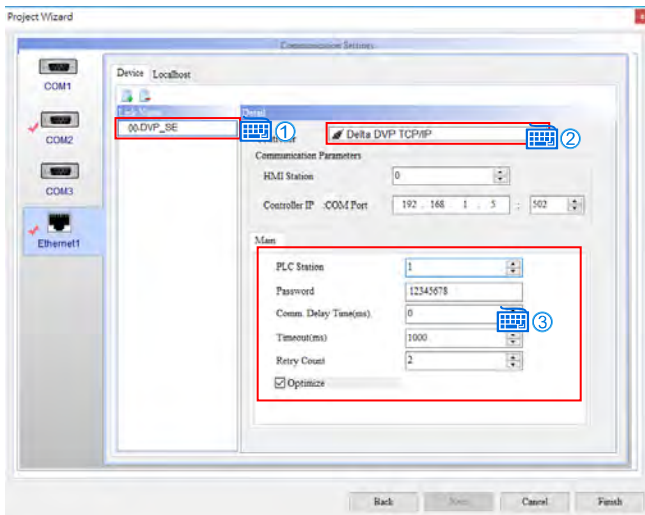 Project Wizard
Communication Settings
COM1
COM2
COM3
Ethernet1
Device Localhost
Link Name
(x)DVP_SE
①
Detail
Controller
Delta DVP TCP/IP
②
Communication Parameters
HMI Station 0
Controller IP :COM Port 192 . 168 . 1 . 5 : 502
Main
PLC Station 1
Password 12345678
Comm. Delay Time(ms) 0
③
Timeout(ms) 1000
Retry Count 2
Optimize
Back Next Cancel Finish